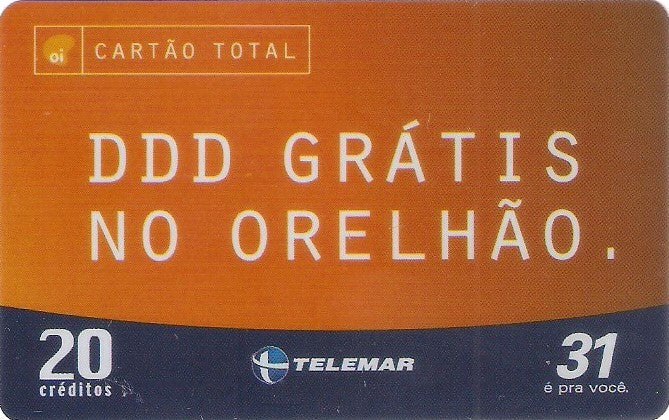 oi CARTÃO TOTAL
DDD GRÁTIS
NO ORELHÃO.
20
créditos
TELEMAR
31
é pra você.